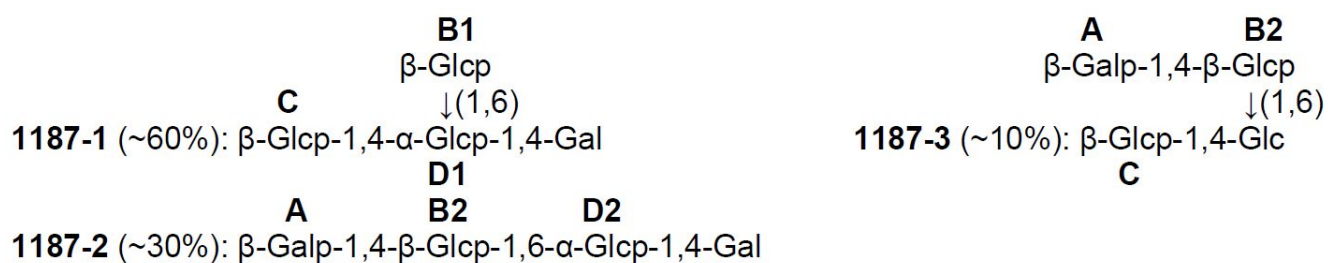 B1
β-Glcp
C ↓(1,6)
1187-1 (~60%): β-Glcp-1,4-α-Glcp-1,4-Gal
D1
A B2 D2
1187-2 (~30%): β-Galp-1,4-β-Glcp-1,6-α-Glcp-1,4-Gal
A B2
β-Galp-1,4-β-Glcp
↓(1,6)
1187-3 (~10%): β-Glcp-1,4-Glc
C